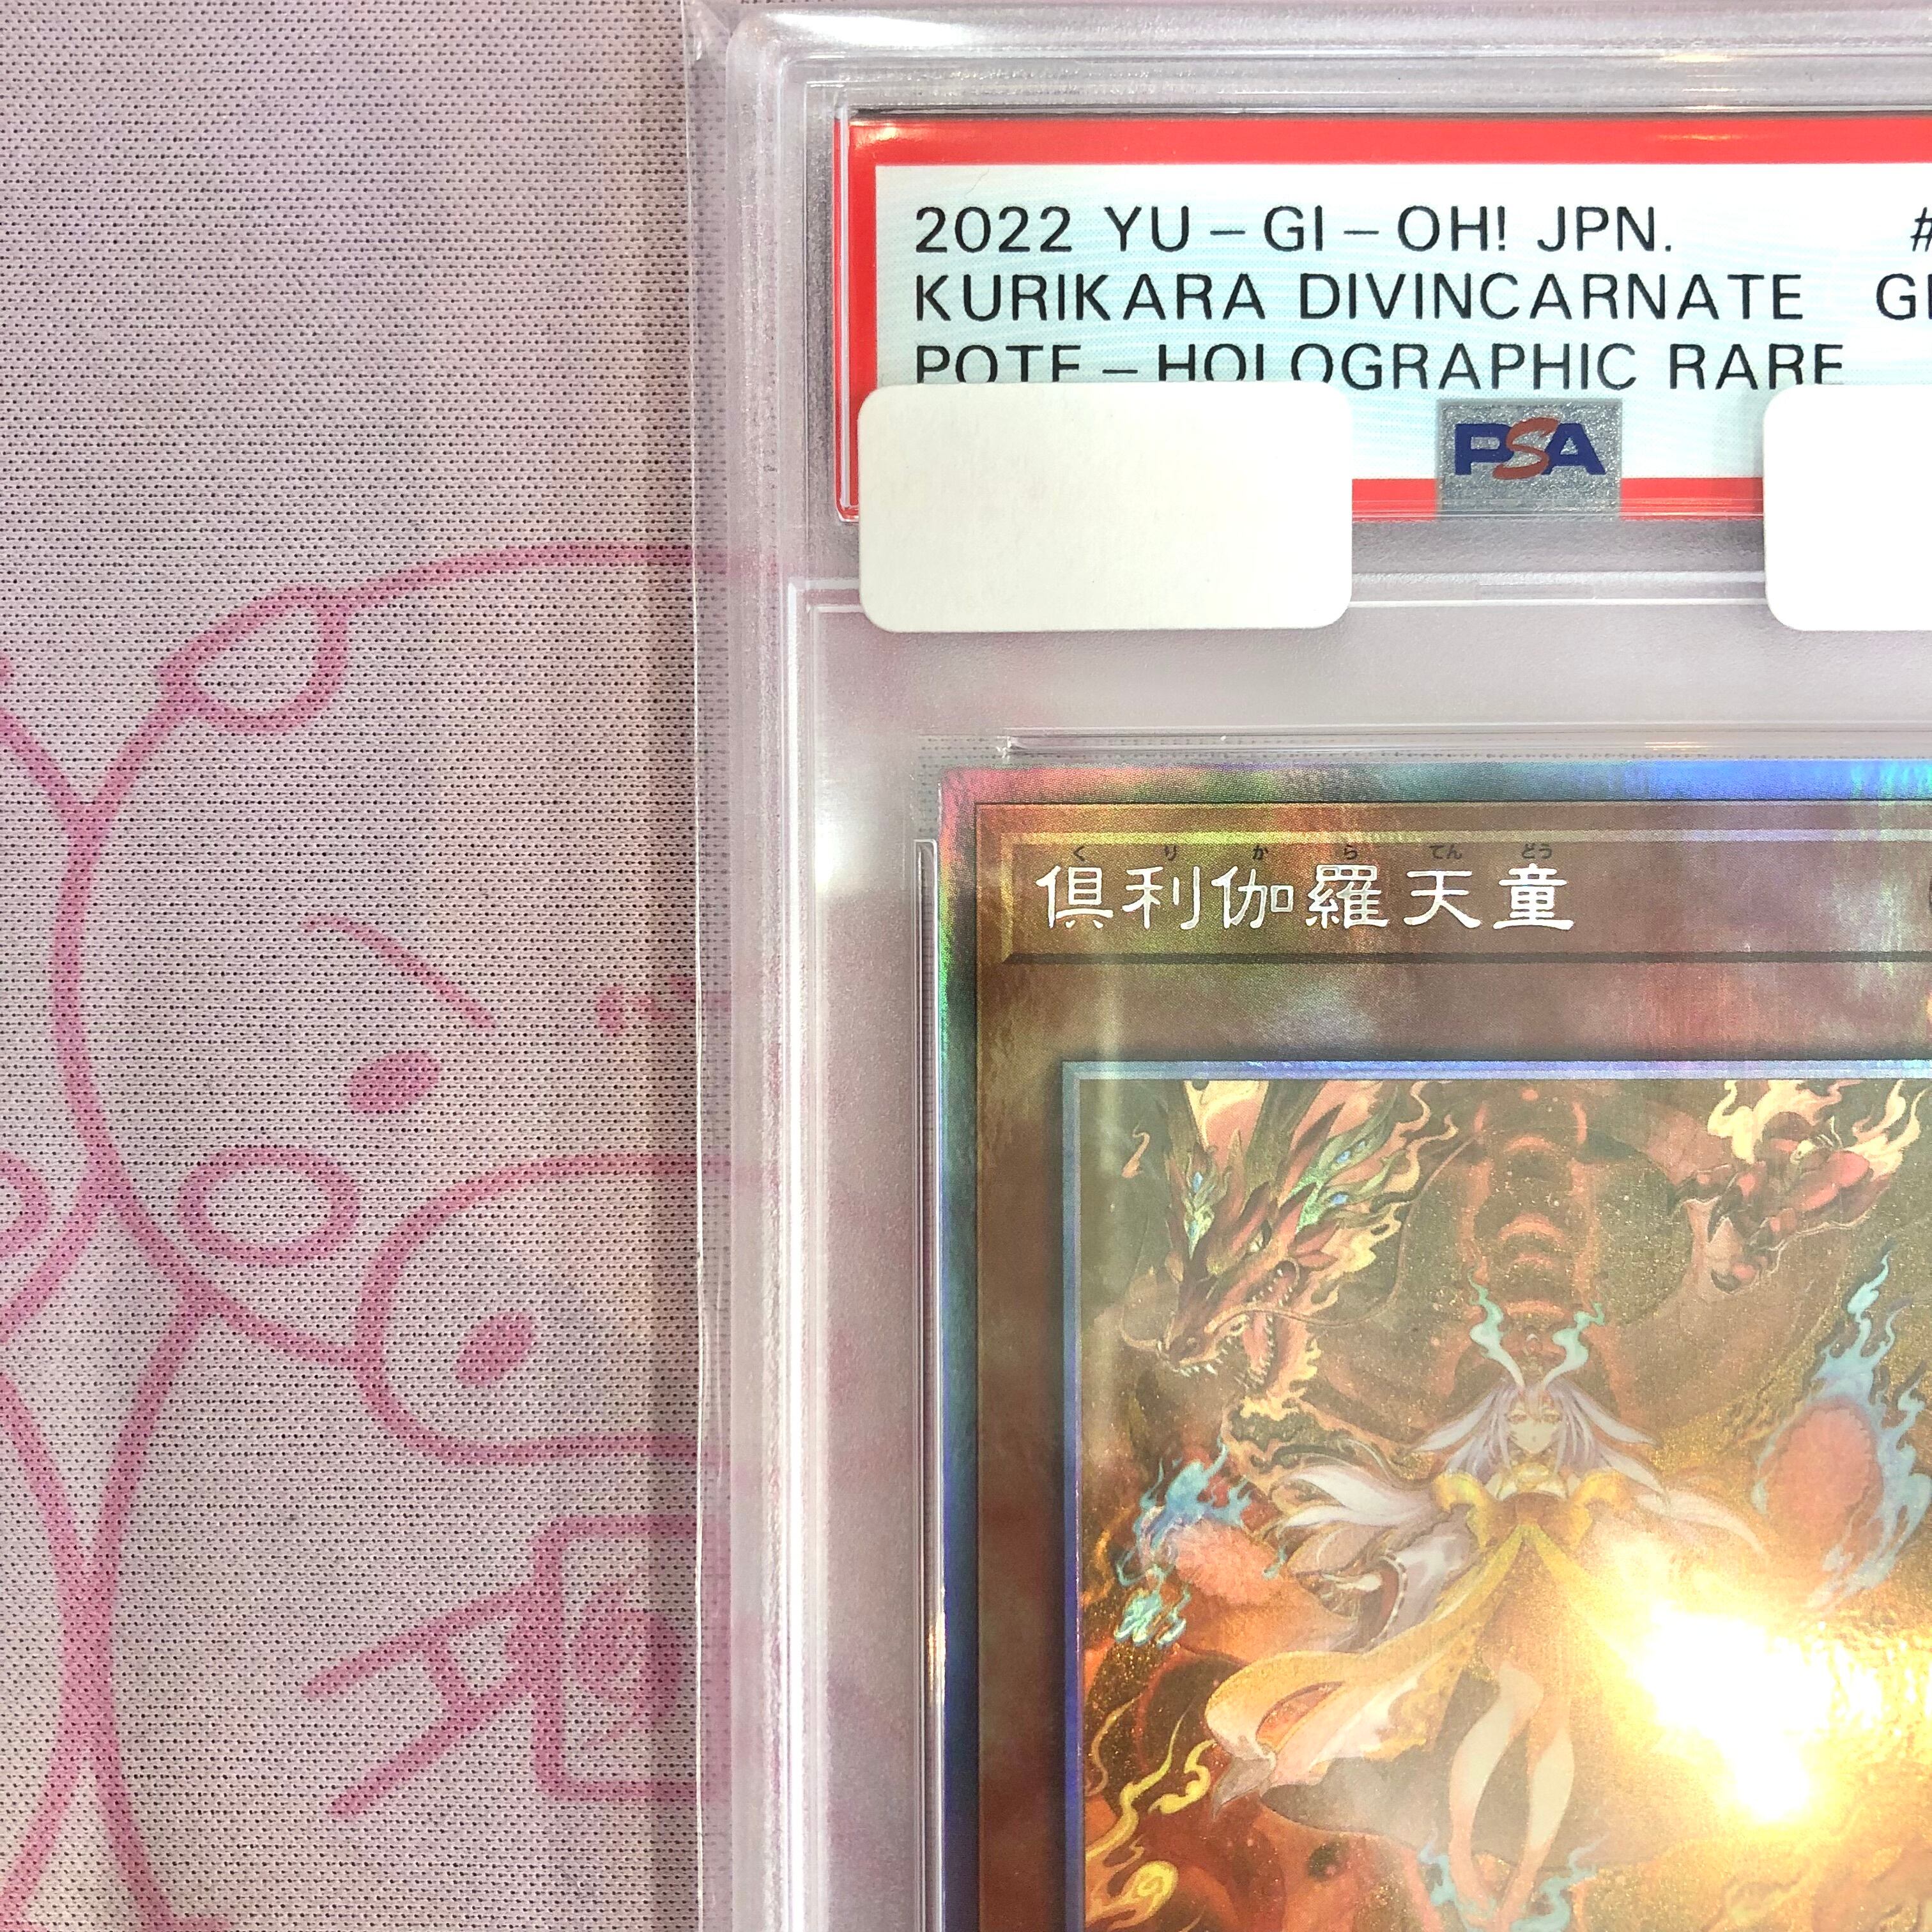 2022 YU-GI-OH! JPN. #
KURIKARA DIVINCARNATE
POTE-HOLOGRAPHIC RARE
PSA
くりからてんどう
倶利伽羅天童